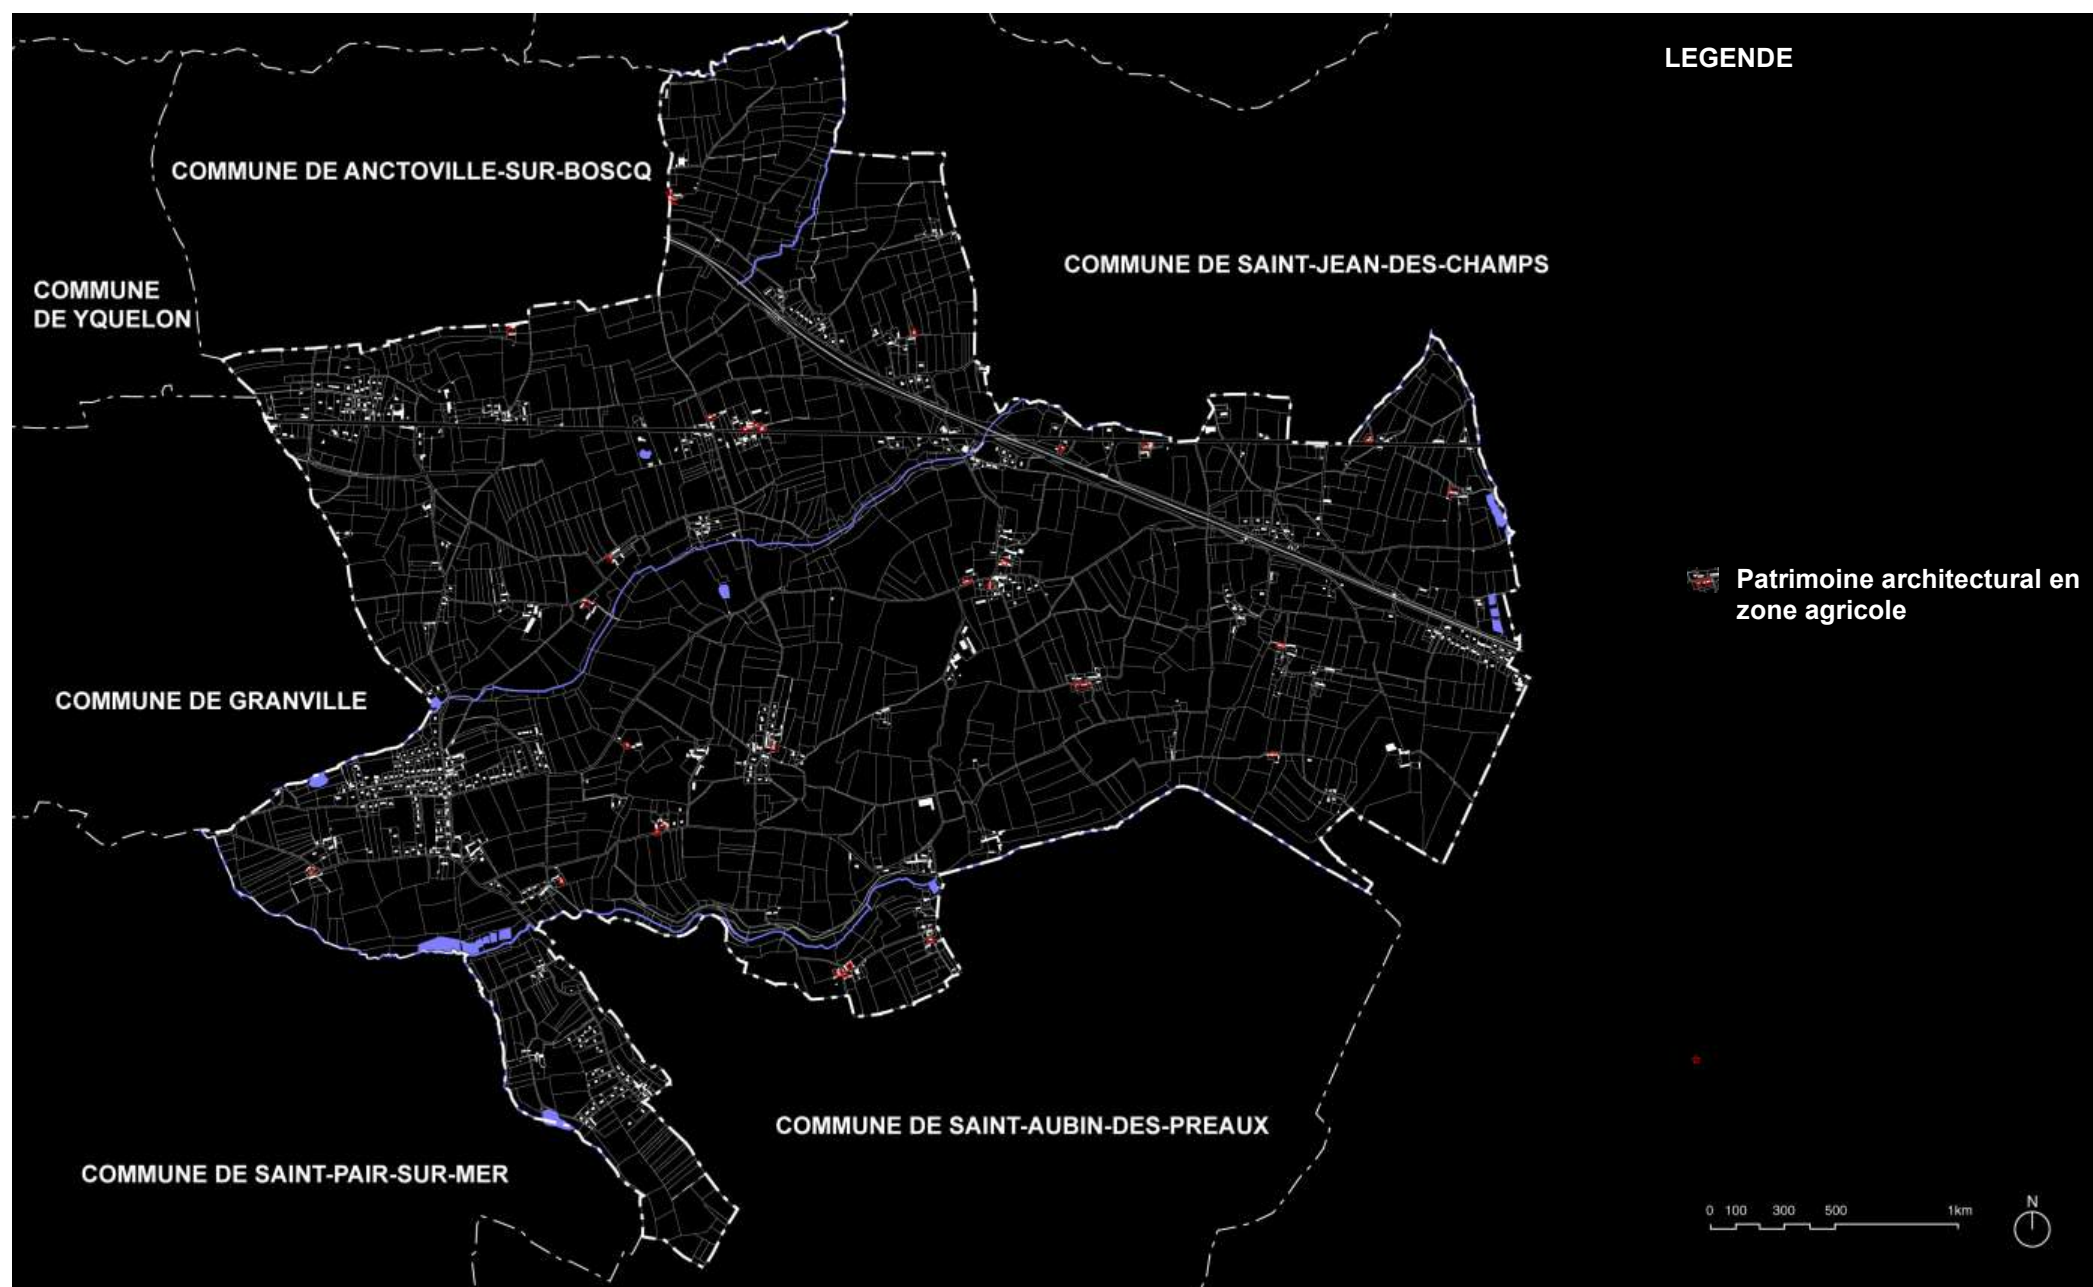 LEGENDE
COMMUNE DE ANCTOVILLE-SUR-BOSCQ
COMMUNE DE SAINT-JEAN-DES-CHAMPS
COMMUNE
DE YQUELON
Patrimoine architectural en
zone agricole
COMMUNE DE GRANVILLE
COMMUNE DE SAINT-AUBIN-DES-PREAUX
COMMUNE DE SAINT-PAIR-SUR-MER
N
0 100 300 500 1km